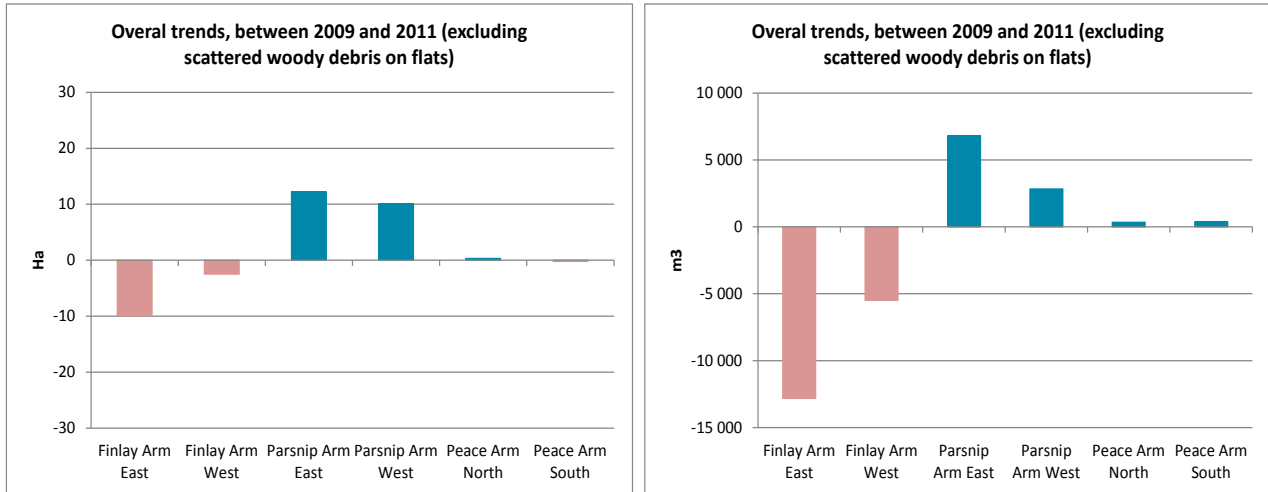 Overal trends, between 2009 and 2011 (excluding
scattered woody debris on flats)
30
20
10
0
-10
-20
-30
Ha
Finlay Arm
East
Finlay Arm
West
Parsnip Arm
East
Parsnip Arm
West
Peace Arm
North
Peace Arm
South
Overal trends, between 2009 and 2011 (excluding
scattered woody debris on flats)
10 000
5 000
0
-5 000
-10 000
-15 000
m3
Finlay Arm
East
Finlay Arm
West
Parsnip
Arm East
Parsnip
Arm West
Peace Arm
North
Peace Arm
South